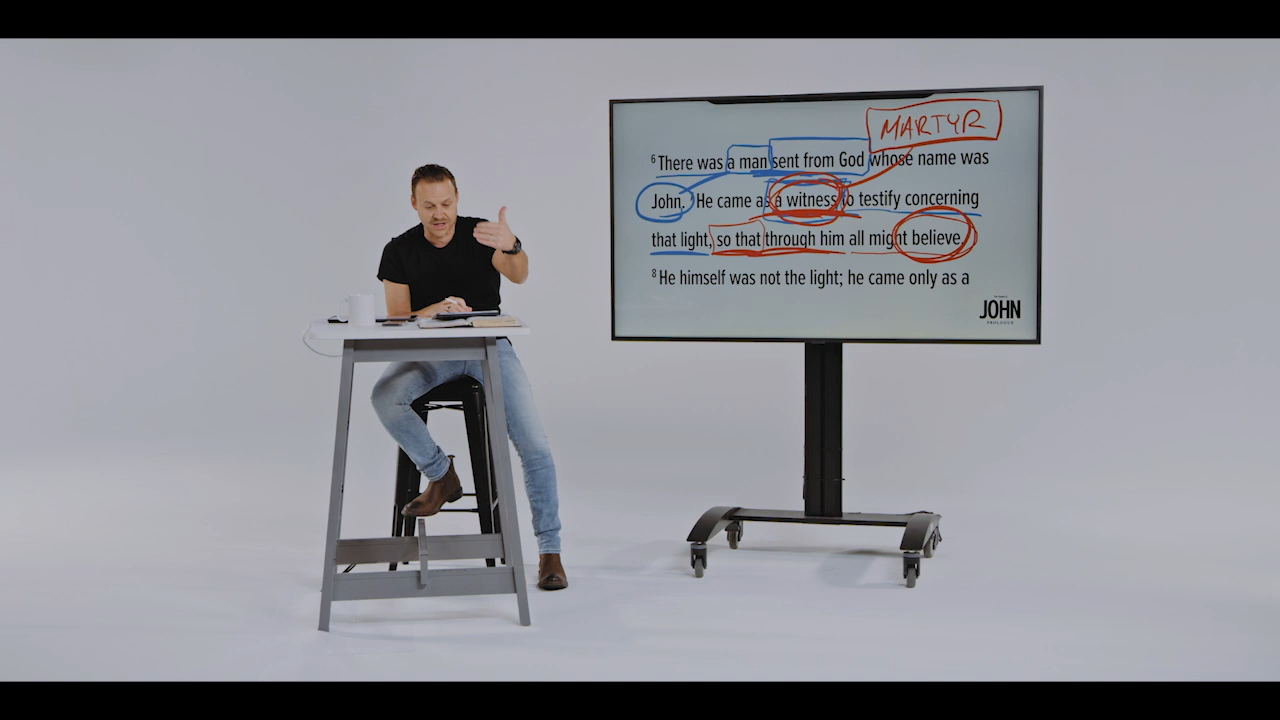 MARTYR
6 There was a man sent from God whose name was
John. 7 He came as a witness to testify concerning
that light, so that through him all might believe.
8 He himself was not the light; he came only as a
JOHN
PROLOGUE